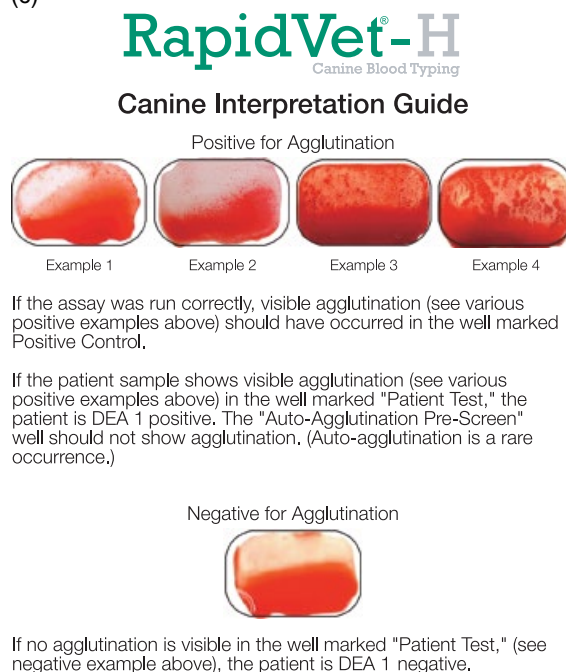 RapidVet®-H
Canine Blood Typing
Canine Interpretation Guide
Positive for Agglutination
Example 1 Example 2 Example 3 Example 4
If the assay was run correctly, visible agglutination (see various
positive examples above) should have occurred in the well marked
Positive Control.
If the patient sample shows visible agglutination (see various
positive examples above) in the well marked "Patient Test," the
patient is DEA 1 positive. The "Auto-Agglutination Pre-Screen"
well should not show agglutination. (Auto-agglutination is a rare
occurrence.)
Negative for Agglutination
If no agglutination is visible in the well marked "Patient Test," (see
negative example above), the patient is DEA 1 negative.